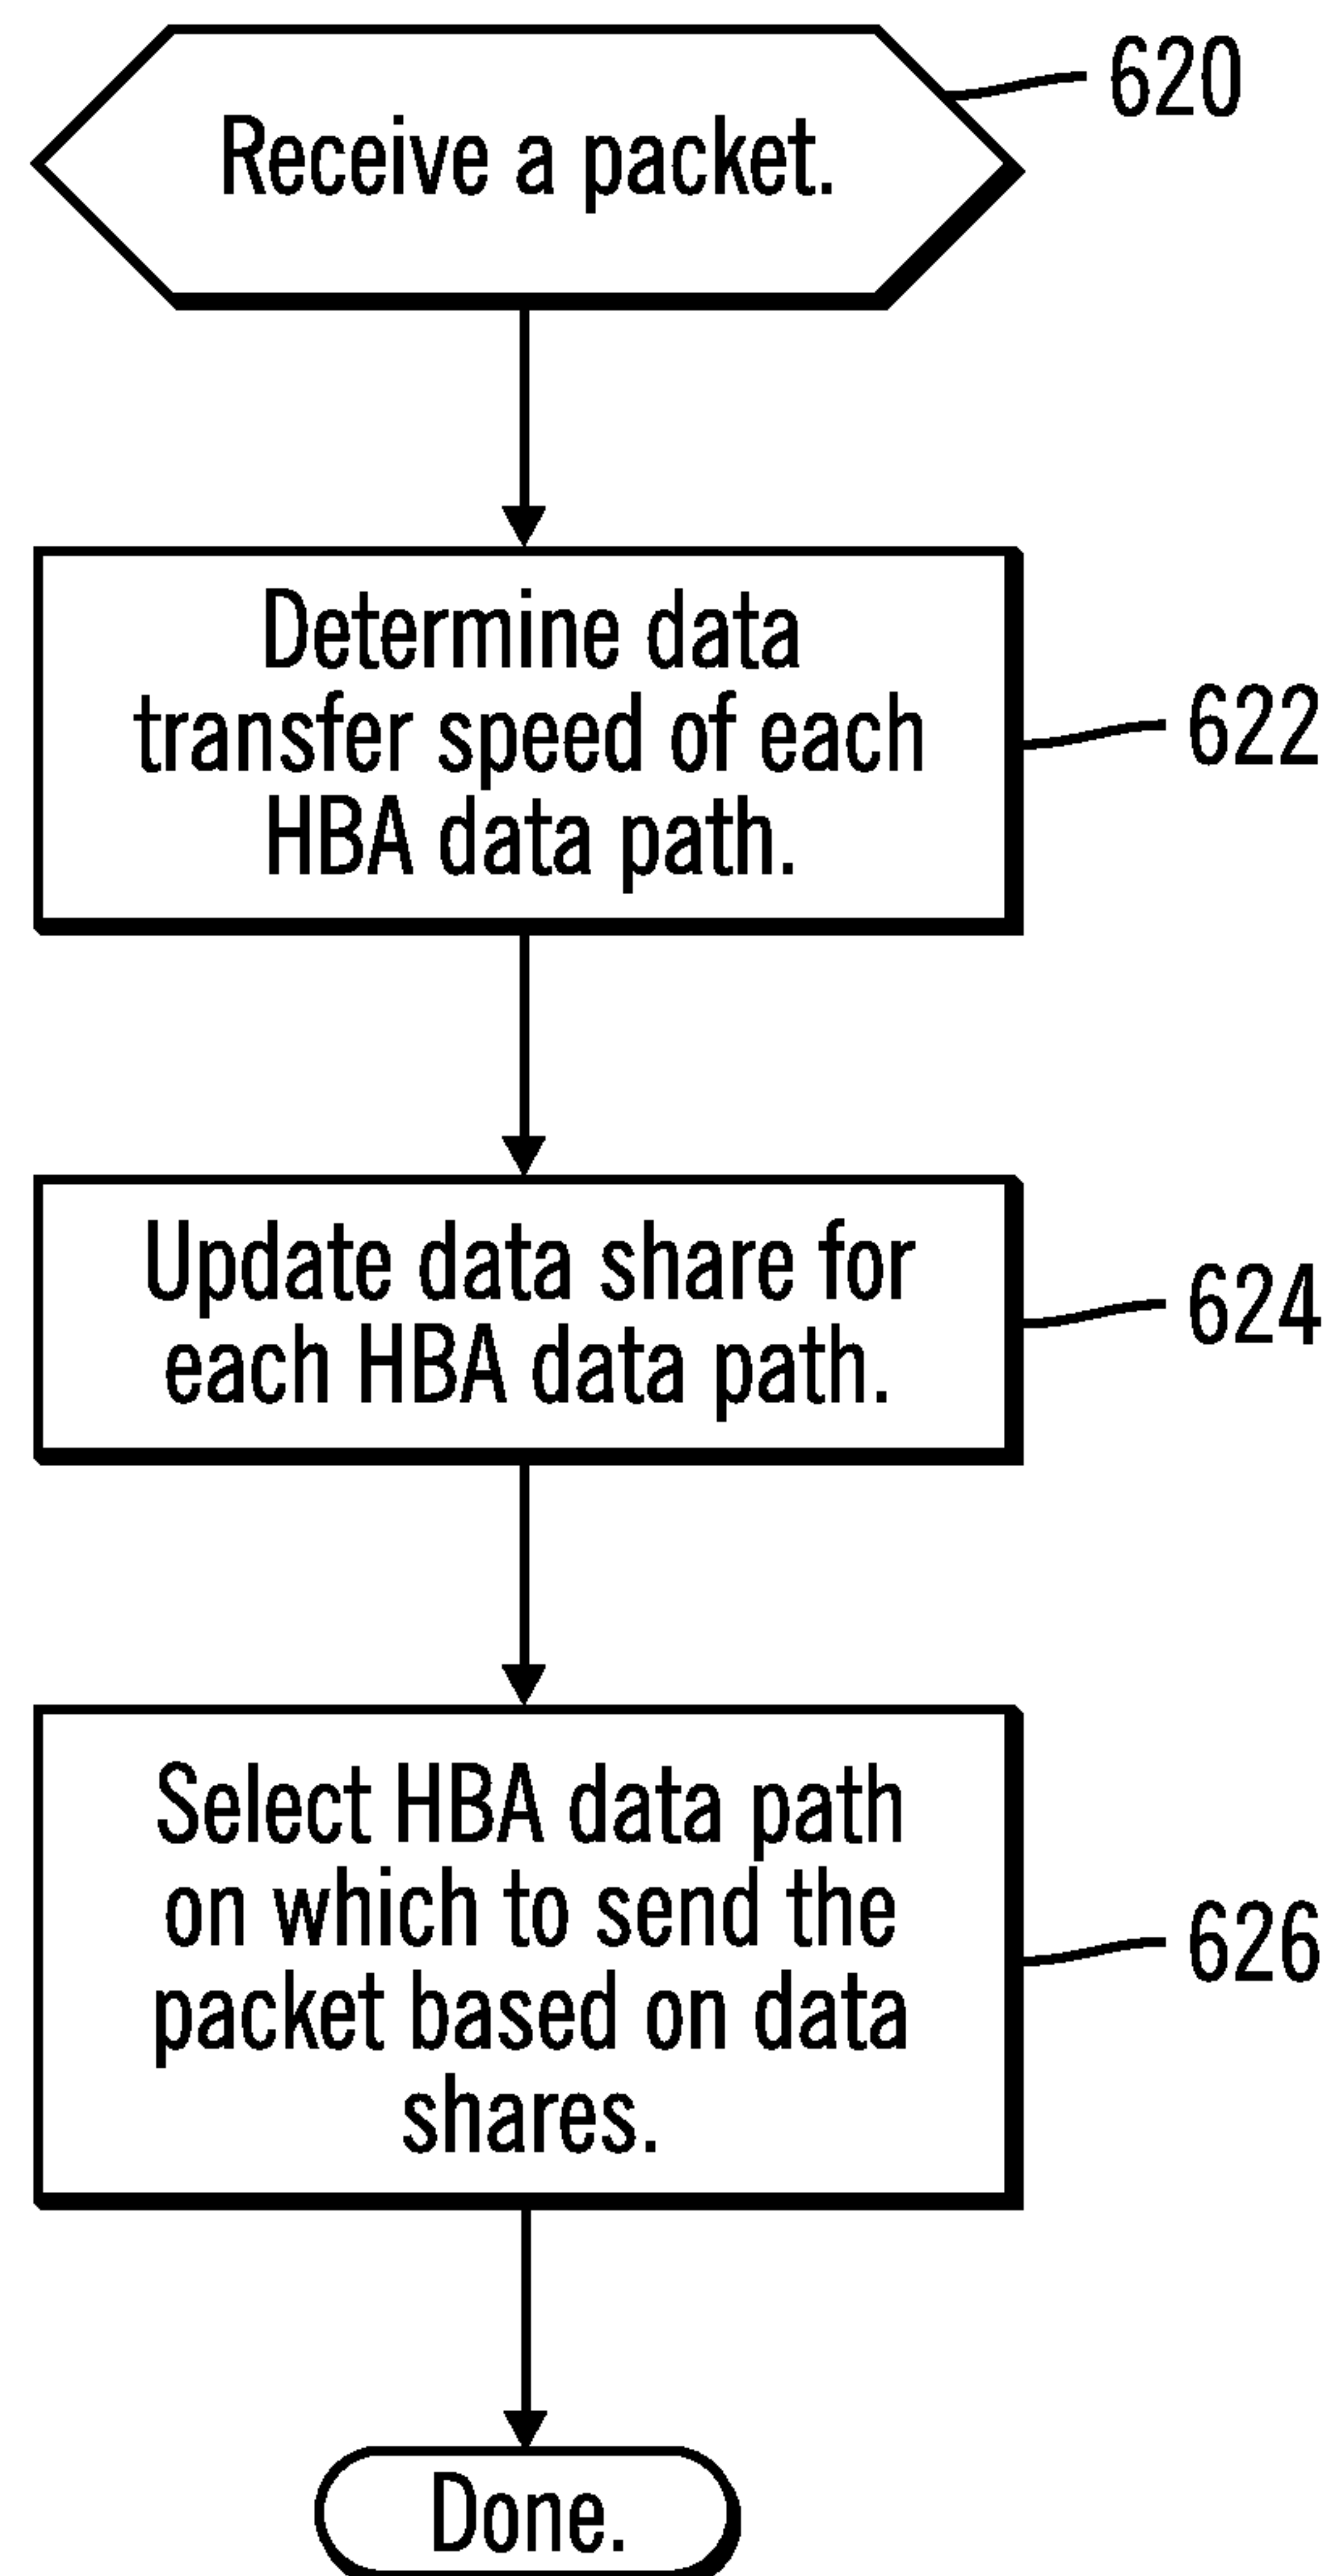 Receive a packet.
620
Determine data
transfer speed of each
HBA data path.
622
Update data share for
each HBA data path.
624
Select HBA data path
on which to send the
packet based on data
shares.
626
Done.